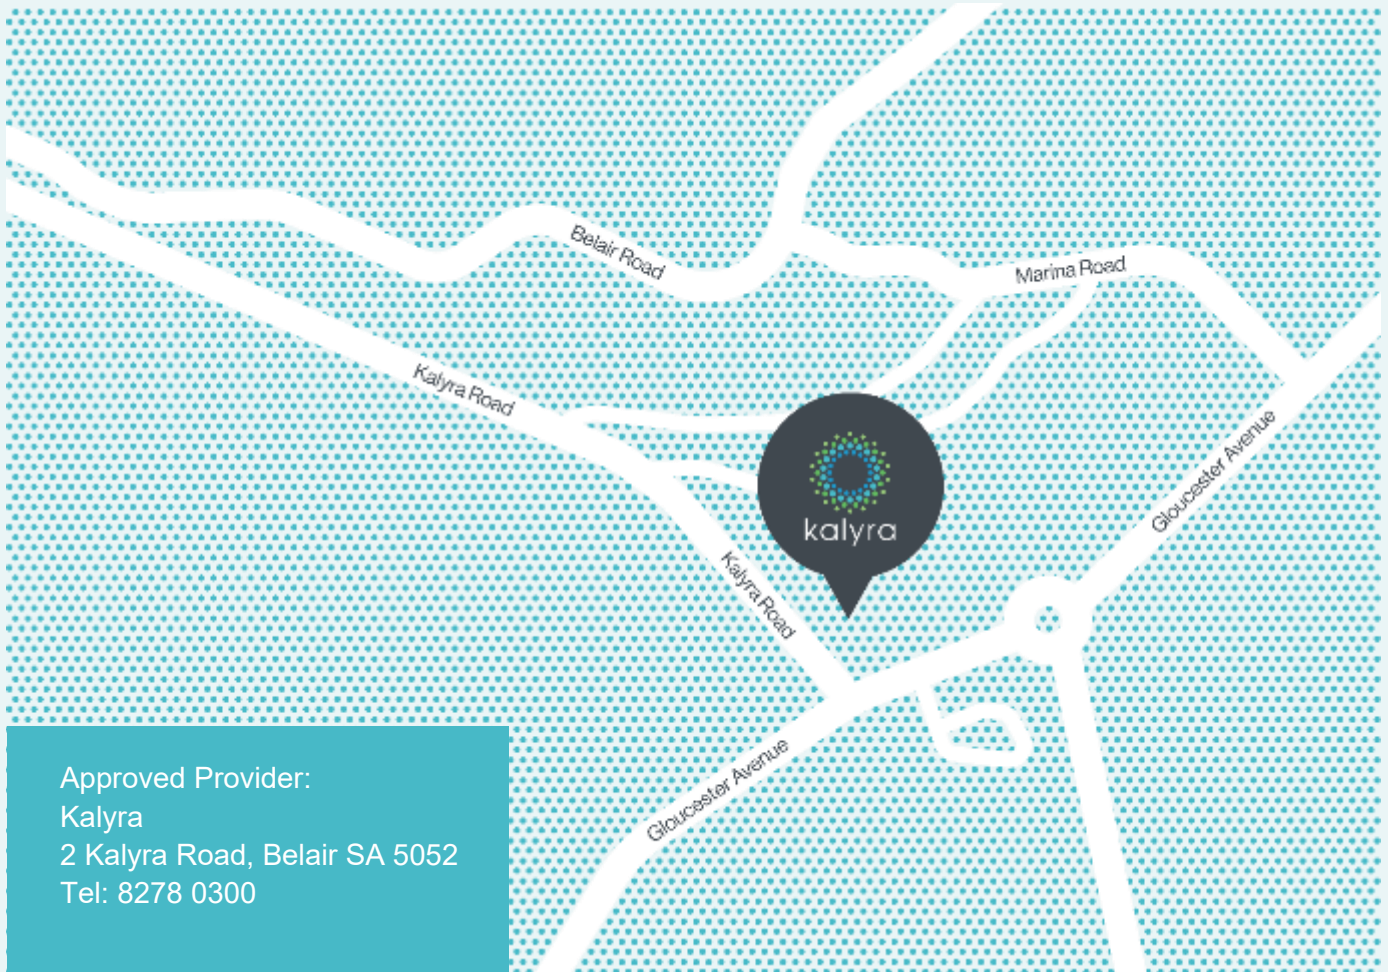 Belair Road
Marina Road
Kalyra Road
Gloucester Avenue
kalyra
Kalyra Road
Gloucester Avenue
Approved Provider:
Kalyra
2 Kalyra Road, Belair SA 5052
Tel: 8278 0300